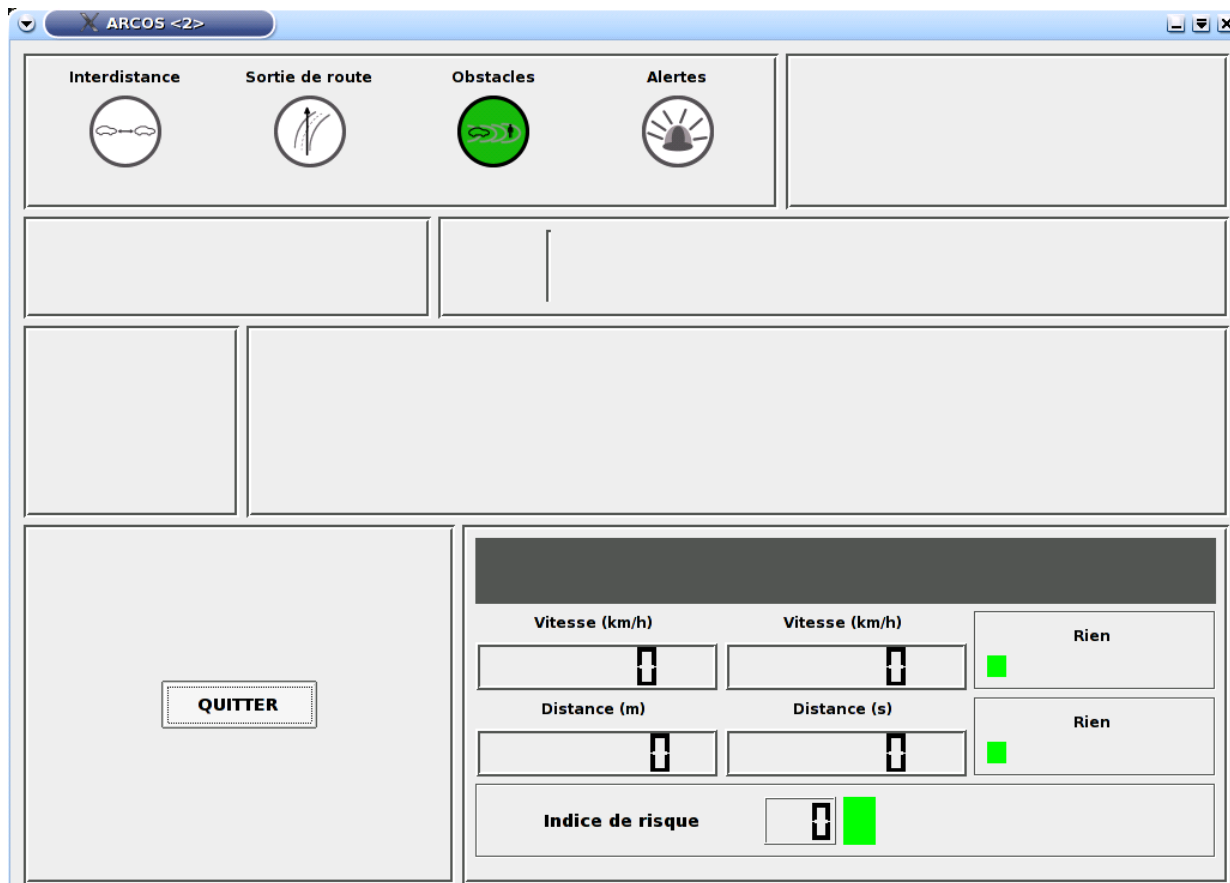 ARCOS <2>
Interdistance Sortie de route Obstacles Alertes
Vitesse (km/h) Vitesse (km/h) Rien
0 0
Distance (m) Distance (s) Rien
0 0
QUITTER
Indice de risque 0